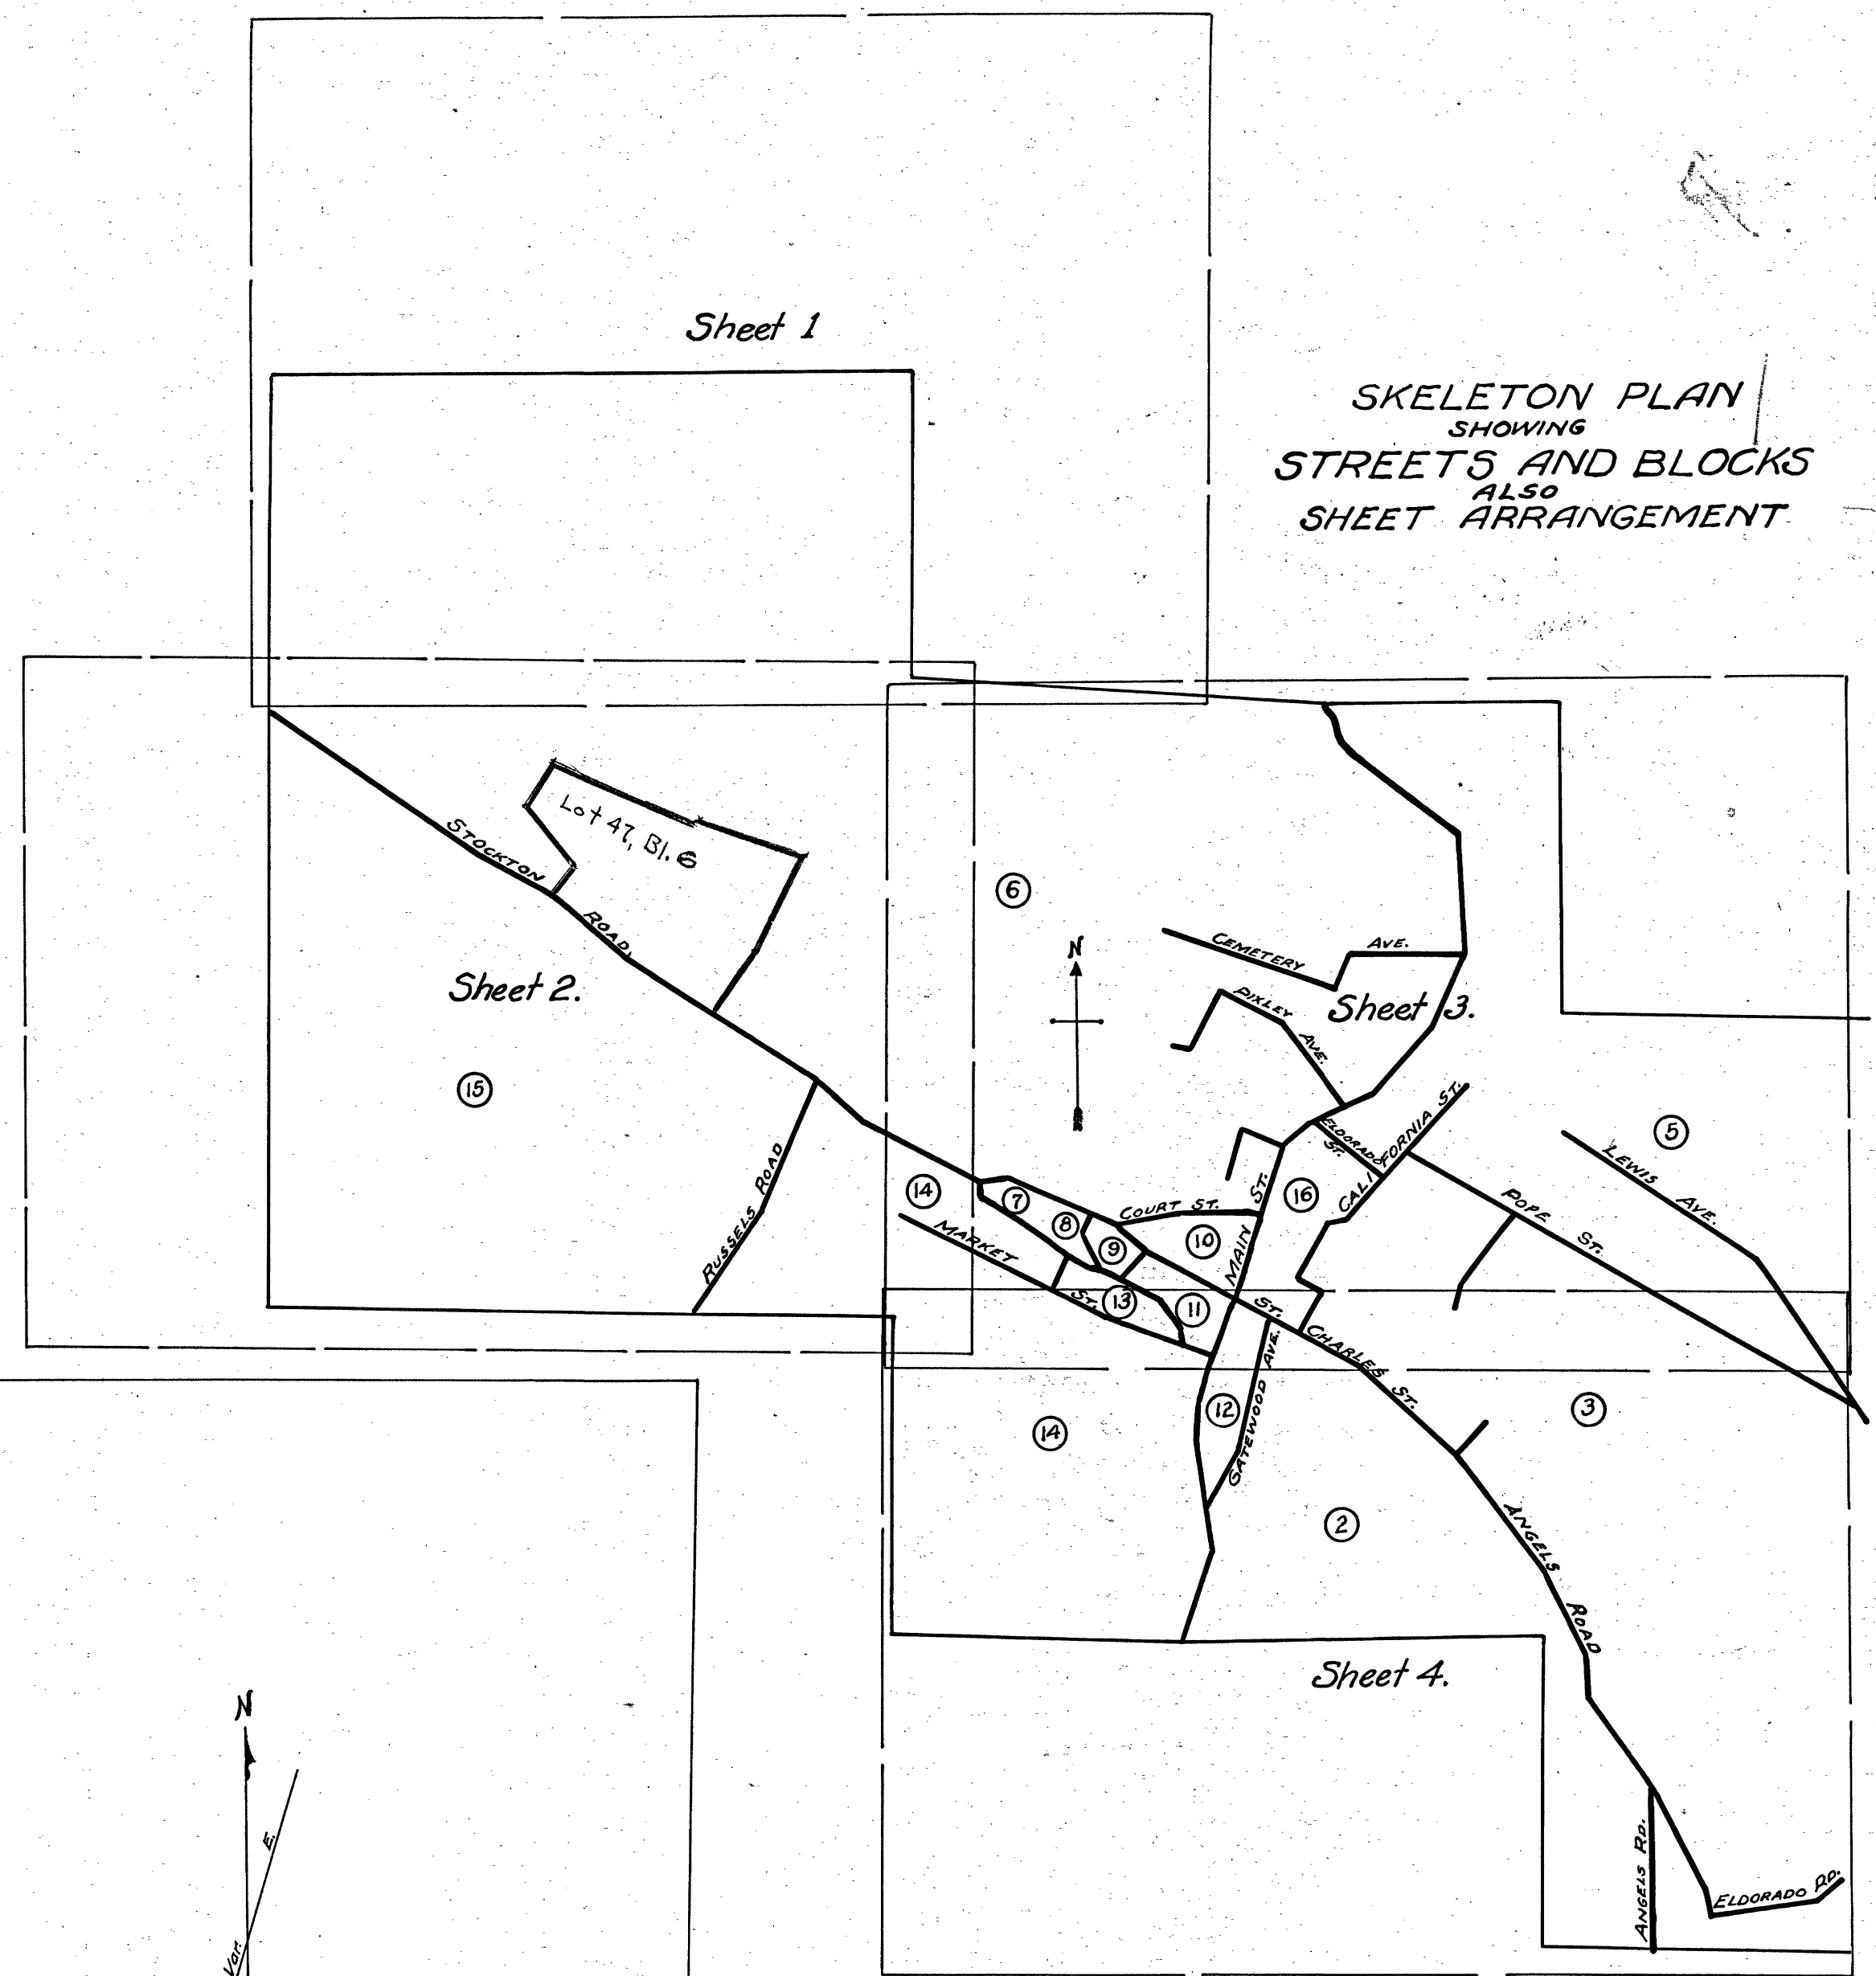 Sheet 1
SKELETON PLAN
SHOWING
STREETS AND BLOCKS
ALSO
SHEET ARRANGEMENT
Lot 47, Bl. 6
STOCKTON ROAD.
6
CEMETERY AVE.
N
Sheet 2.
PIXLEY AVE.
Sheet 3.
15
RUSSELS ROAD
ELDORADO ST.
CALIFORNIA ST.
5
LEWIS AVE.
14
7
COURT ST.
MAIN ST.
16
POPE ST.
8
9
10
MARKET ST.
13
11
ST. CHARLES ST.
GATEWOOD AVE.
12
3
14
2
ANGELS ROAD
Sheet 4.
N
E.
Var.
ANGELS RD.
ELDORADO RD.